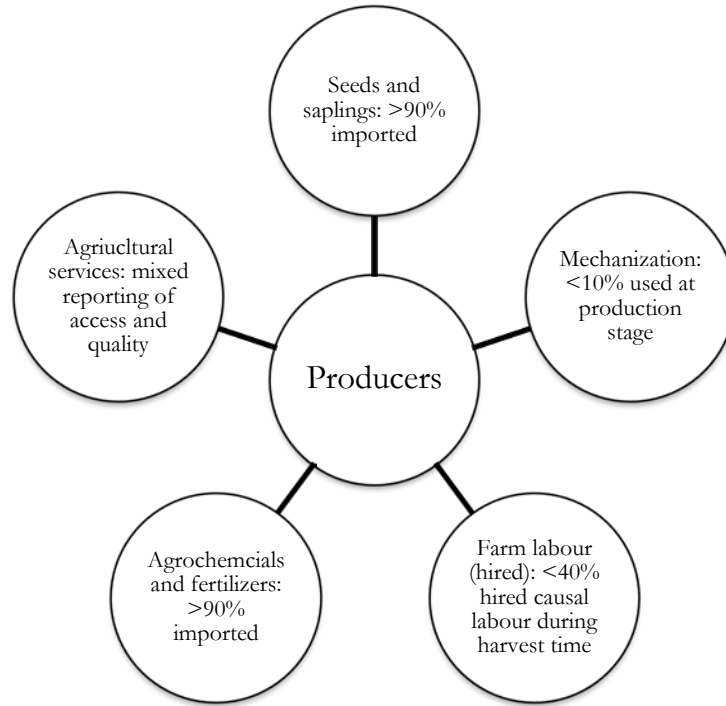 Seeds and
saplings: >90%
imported
Agriucltural
services: mixed
reporting of
access and
quality
Mechanization:
<10% used at
production
stage
Producers
Agrochemcials
and fertilizers:
>90%
imported
Farm labour
(hired): <40%
hired causal
labour during
harvest time